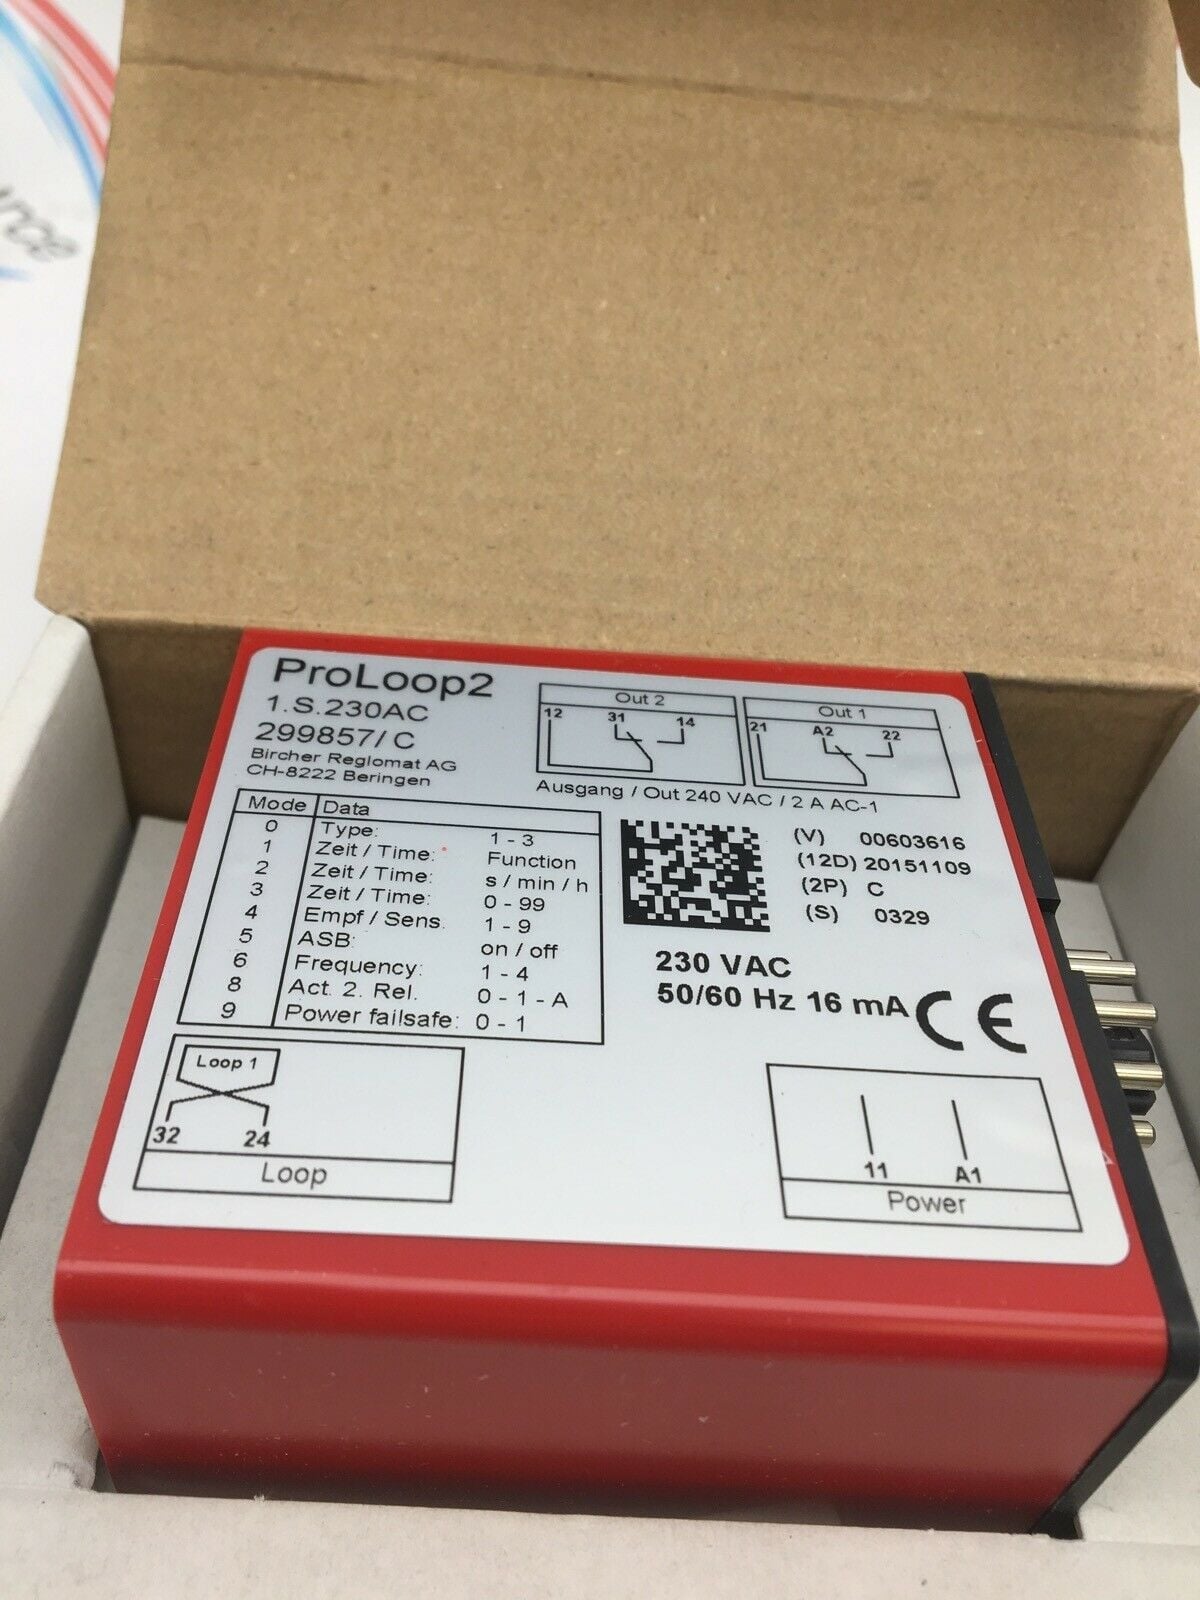 ProLoop2
1.S.230AC
299857/ C
Bircher Reglomat AG
CH-8222 Beringen
Out 2
12 31 14
Out 1
21 A2 22
Ausgang / Out 240 VAC / 2 A AC-1
Mode Data
0 Type: 1 - 3
1 Zeit / Time: Function
2 Zeit / Time: s / min / h
3 Zeit / Time: 0 - 99
4 Empf / Sens. 1 - 9
5 ASB: on / off
6 Frequency: 1 - 4
8 Act. 2. Rel. 0 - 1 - A
9 Power failsafe: 0 - 1
(V) 00603616
(12D) 20151109
(2P) C
(S) 0329
230 VAC
50/60 Hz 16 mA CE
Loop 1
32 24
Loop
11 A1
Power